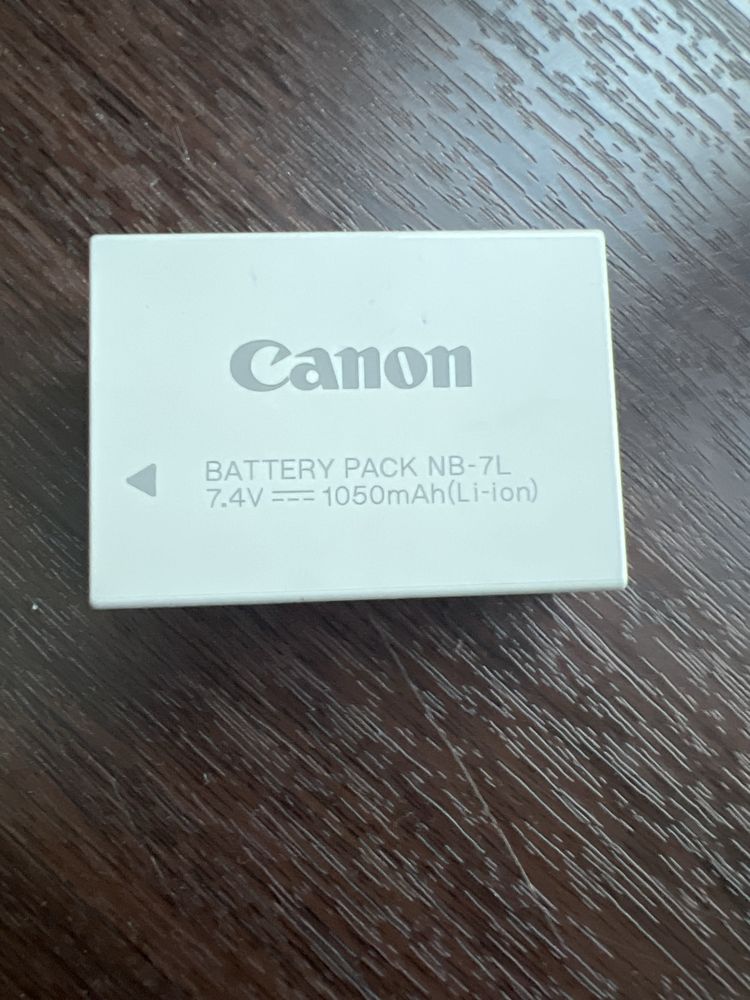 Canon
BATTERY PACK NB-7L
7.4V ⎓ 1050mAh(Li-ion)